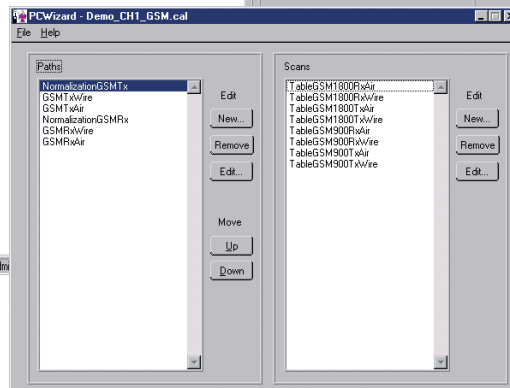 PCWizard - Demo_CH1_GSM.cal
File Help
Paths
NormalizationGSMTx
GSMTxWire
GSMTxAir
NormalizationGSMRx
GSMRxWire
GSMRxAir
Edit
New...
Remove
Edit...
Move
Up
Down
Scans
TableGSM1800RxAir
TableGSM1800RxWire
TableGSM1800TxAir
TableGSM1800TxWire
TableGSM900RxAir
TableGSM900RxWire
TableGSM900TxAir
TableGSM900TxWire
Edit
New...
Remove
Edit...